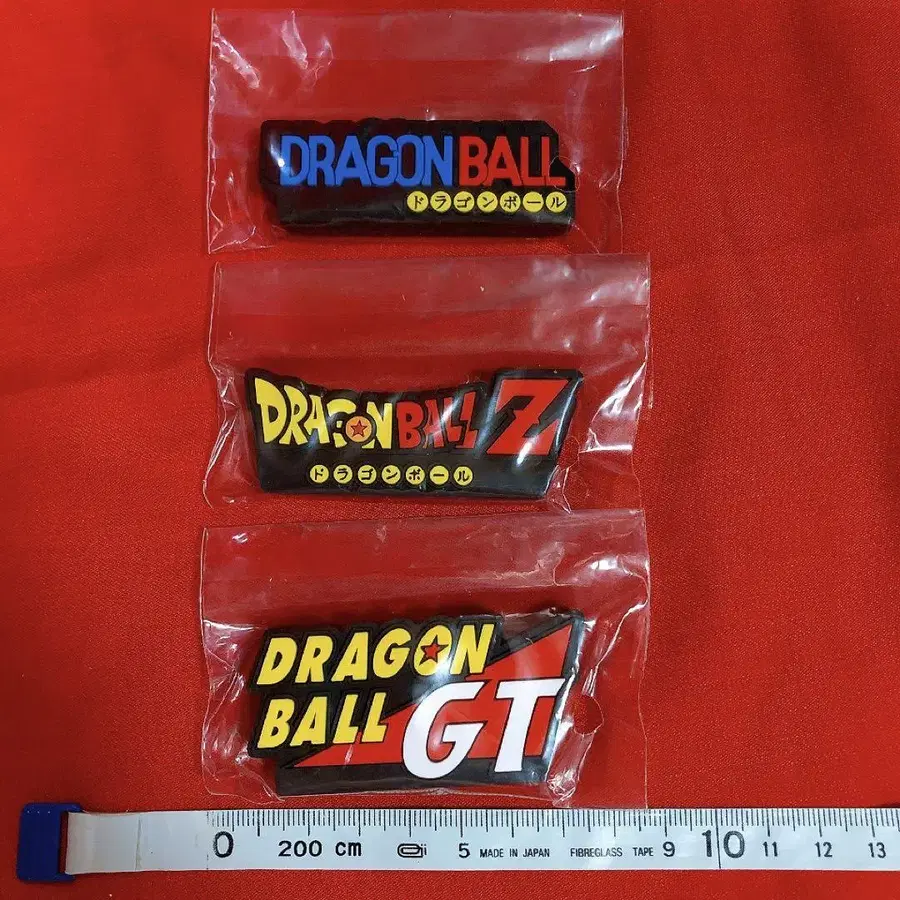 DRAGON BALL
ドラゴンボール
DRAGON BALL Z
ドラゴンボール
DRAGON
BALL GT
0 200 cm 5 MADE IN JAPAN FIBREGLASS TAPE 9 10 11 12 13